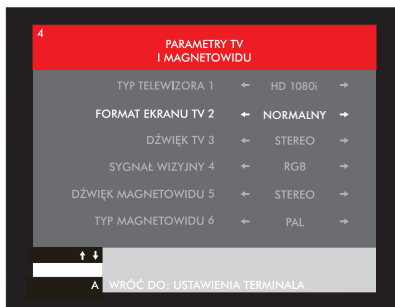 4
PARAMETRY TV
I MAGNETOWIDU
TYP TELEWIZORA 1 ← HD 1080i →
FORMAT EKRANU TV 2 ← NORMALNY →
DŹWIĘK TV 3 ← STEREO →
SYGNAŁ WIZYJNY 4 ← RGB →
DŹWIĘK MAGNETOWIDU 5 ← STEREO →
TYP MAGNETOWIDU 6 ← PAL →
↑ ↓
A WRÓĆ DO: USTAWIENIA TERMINALA